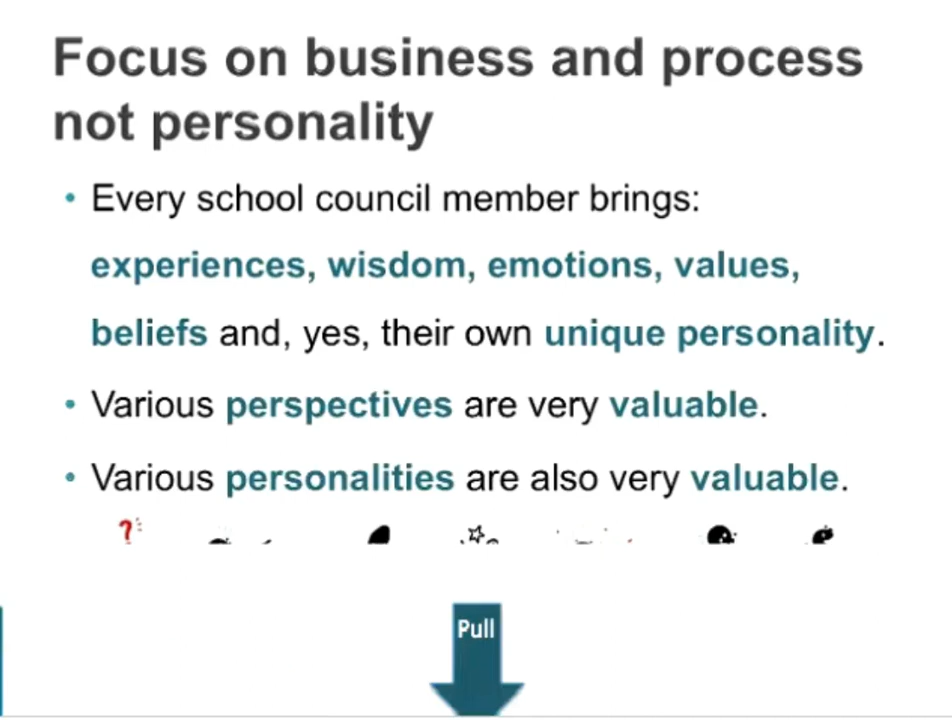 Focus on business and process
not personality
• Every school council member brings:
experiences, wisdom, emotions, values,
beliefs and, yes, their own unique personality.
• Various perspectives are very valuable.
• Various personalities are also very valuable.
?
Pull